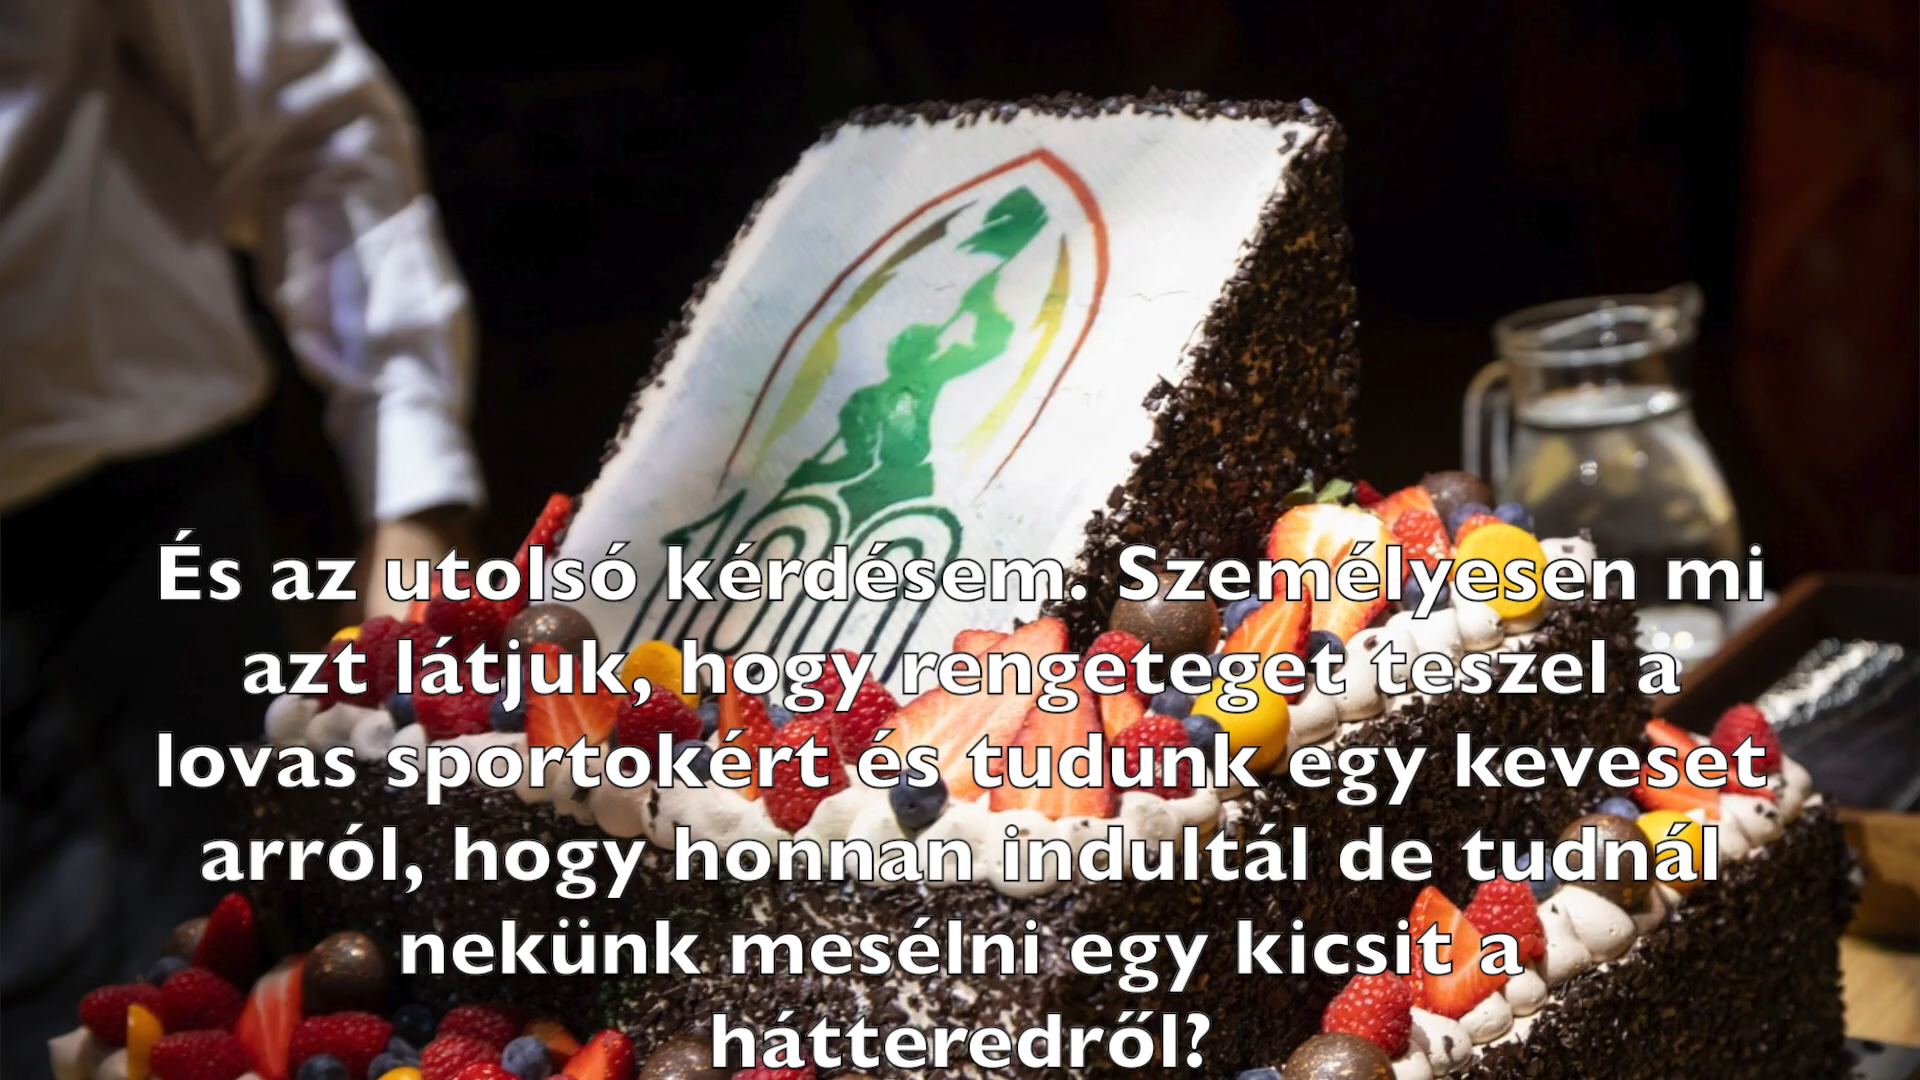 100
És az utolsó kérdésem. Személyesen mi
azt látjuk, hogy rengeteget teszel a
lovas sportokért és tudunk egy keveset
arról, hogy honnan indultál de tudnál
nekünk mesélni egy kicsit a
hátteredről?